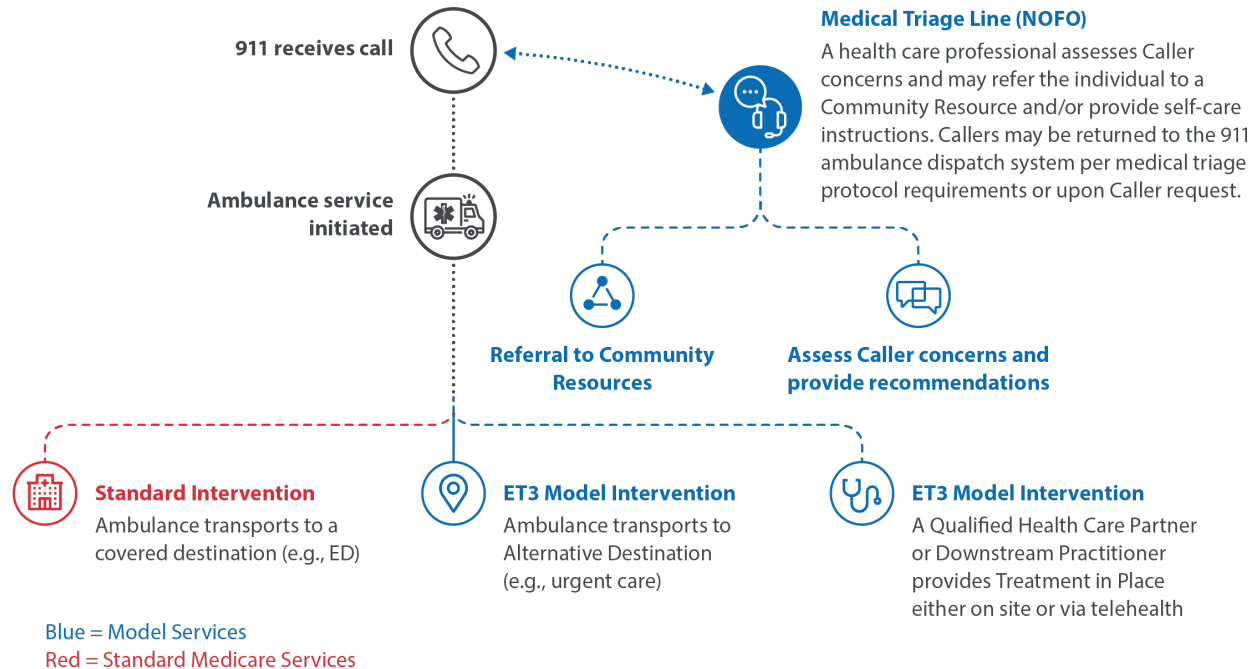 911 receives call
Medical Triage Line (NOFO)
A health care professional assesses Caller
concerns and may refer the individual to a
Community Resource and/or provide self-care
instructions. Callers may be returned to the 911
ambulance dispatch system per medical triage
protocol requirements or upon Caller request.
Ambulance service
initiated
Referral to Community
Resources
Assess Caller concerns and
provide recommendations
Standard Intervention
Ambulance transports to a
covered destination (e.g., ED)
ET3 Model Intervention
Ambulance transports to
Alternative Destination
(e.g., urgent care)
ET3 Model Intervention
A Qualified Health Care Partner
or Downstream Practitioner
provides Treatment in Place
either on site or via telehealth
Blue = Model Services
Red = Standard Medicare Services